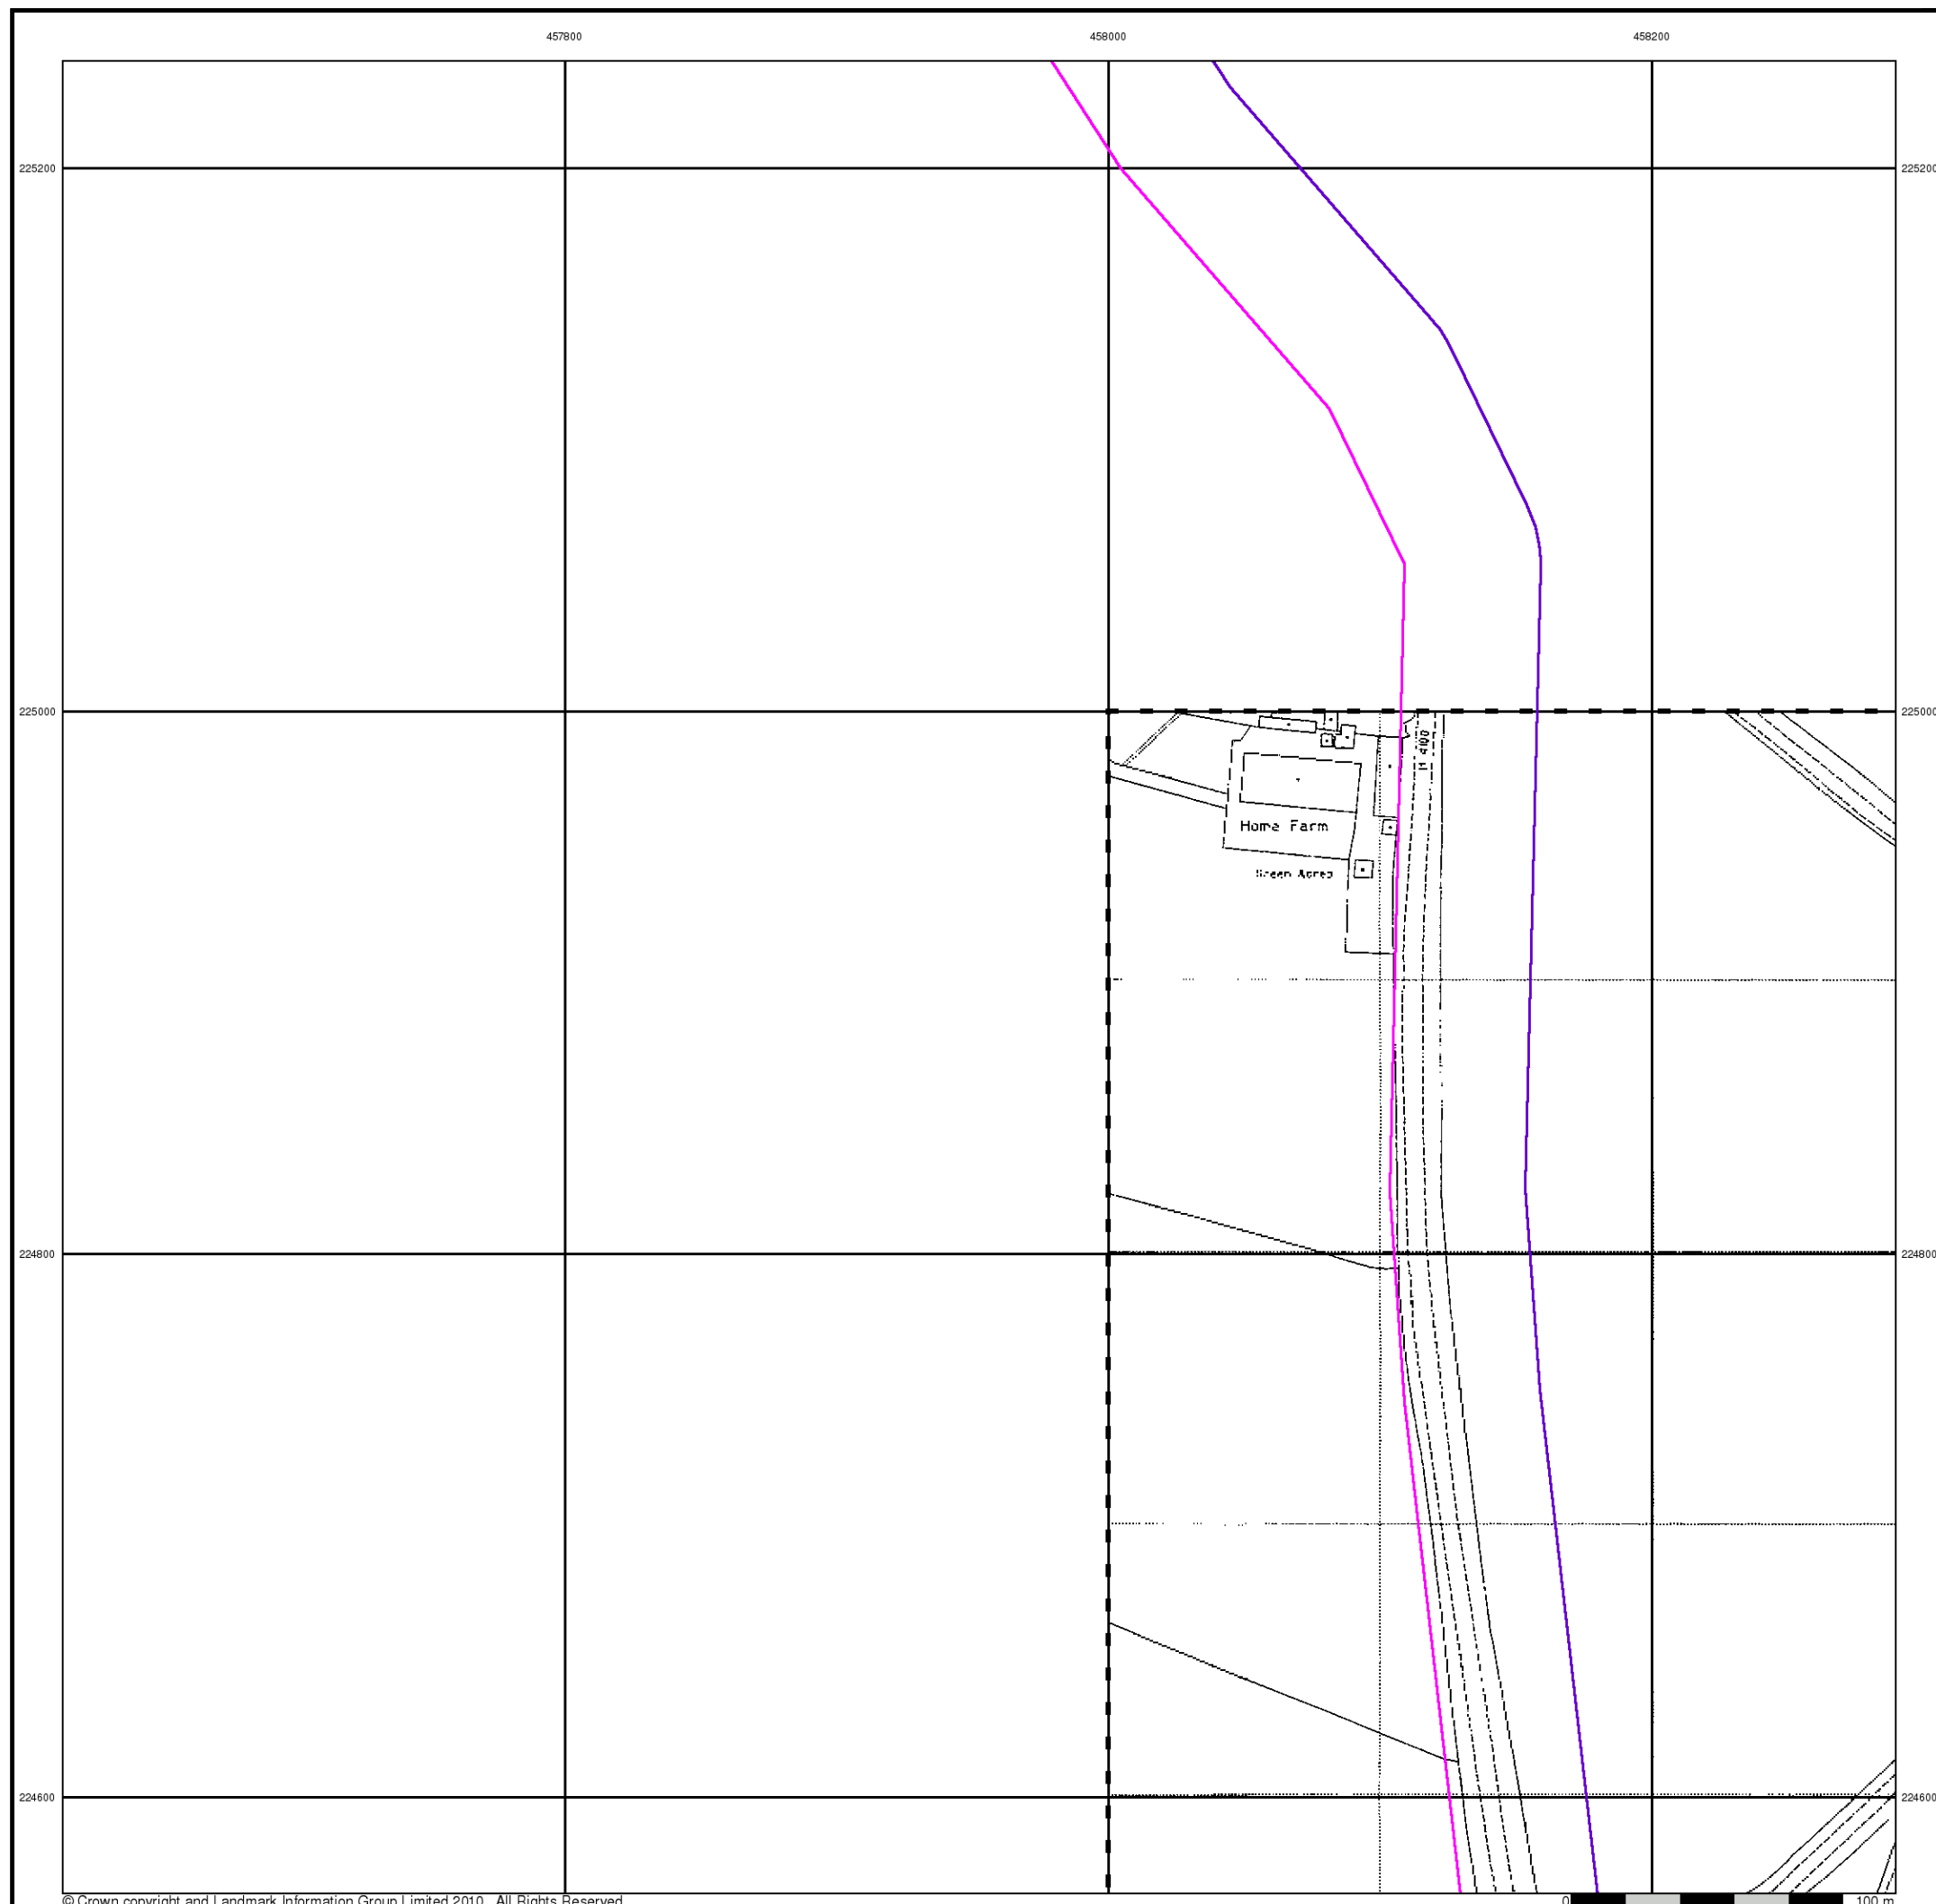 457800 458000 458200
225200 225200
225000 225000
A 4100
Home Farm
Green Acres
224800 224800
224600 224600
© Crown copyright and Landmark Information Group Limited 2010. All Rights Reserved. 0 100 m